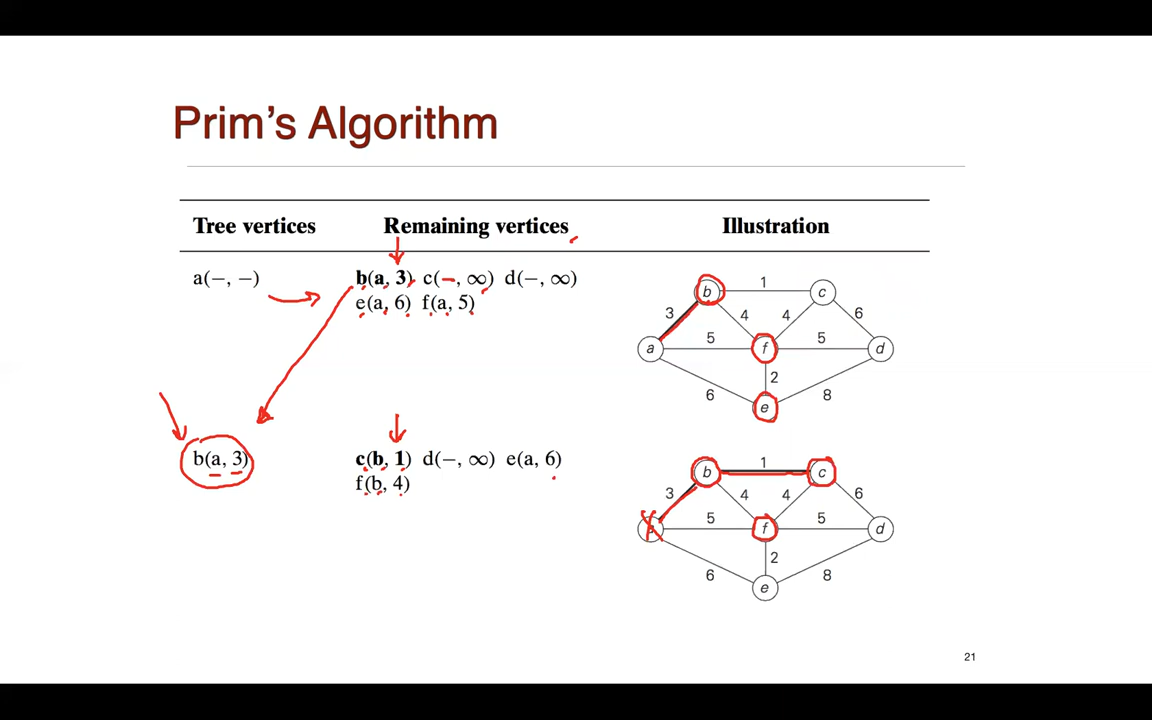 Prim's Algorithm
Tree vertices Remaining vertices Illustration
a(−, −) b(a, 3) c(−, ∞) d(−, ∞)
e(a, 6) f(a, 5)
b 1 c
3 4 4 6
a 5 f 5 d
2
6 e 8
b(a, 3) c(b, 1) d(−, ∞) e(a, 6)
f(b, 4)
b 1 c
3 4 4 6
5 f 5 d
2
6 e 8
21